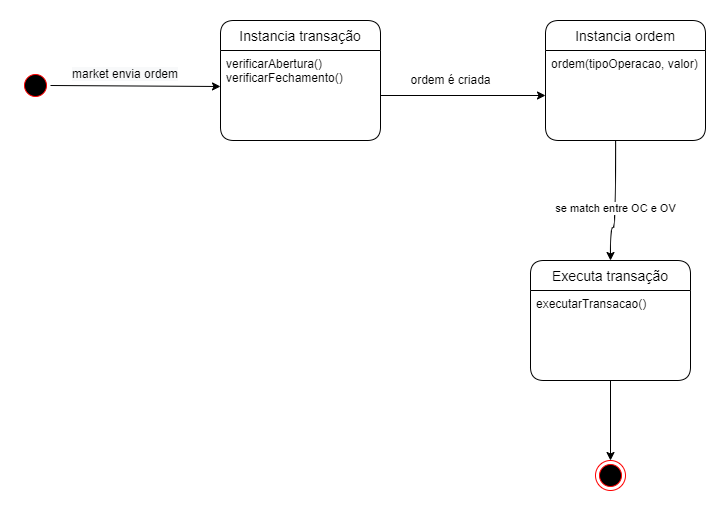 market envia ordem
Instancia transação
verificarAbertura()
verificarFechamento()
ordem é criada
Instancia ordem
ordem(tipoOperacao, valor)
se match entre OC e OV
Executa transação
executarTransacao()